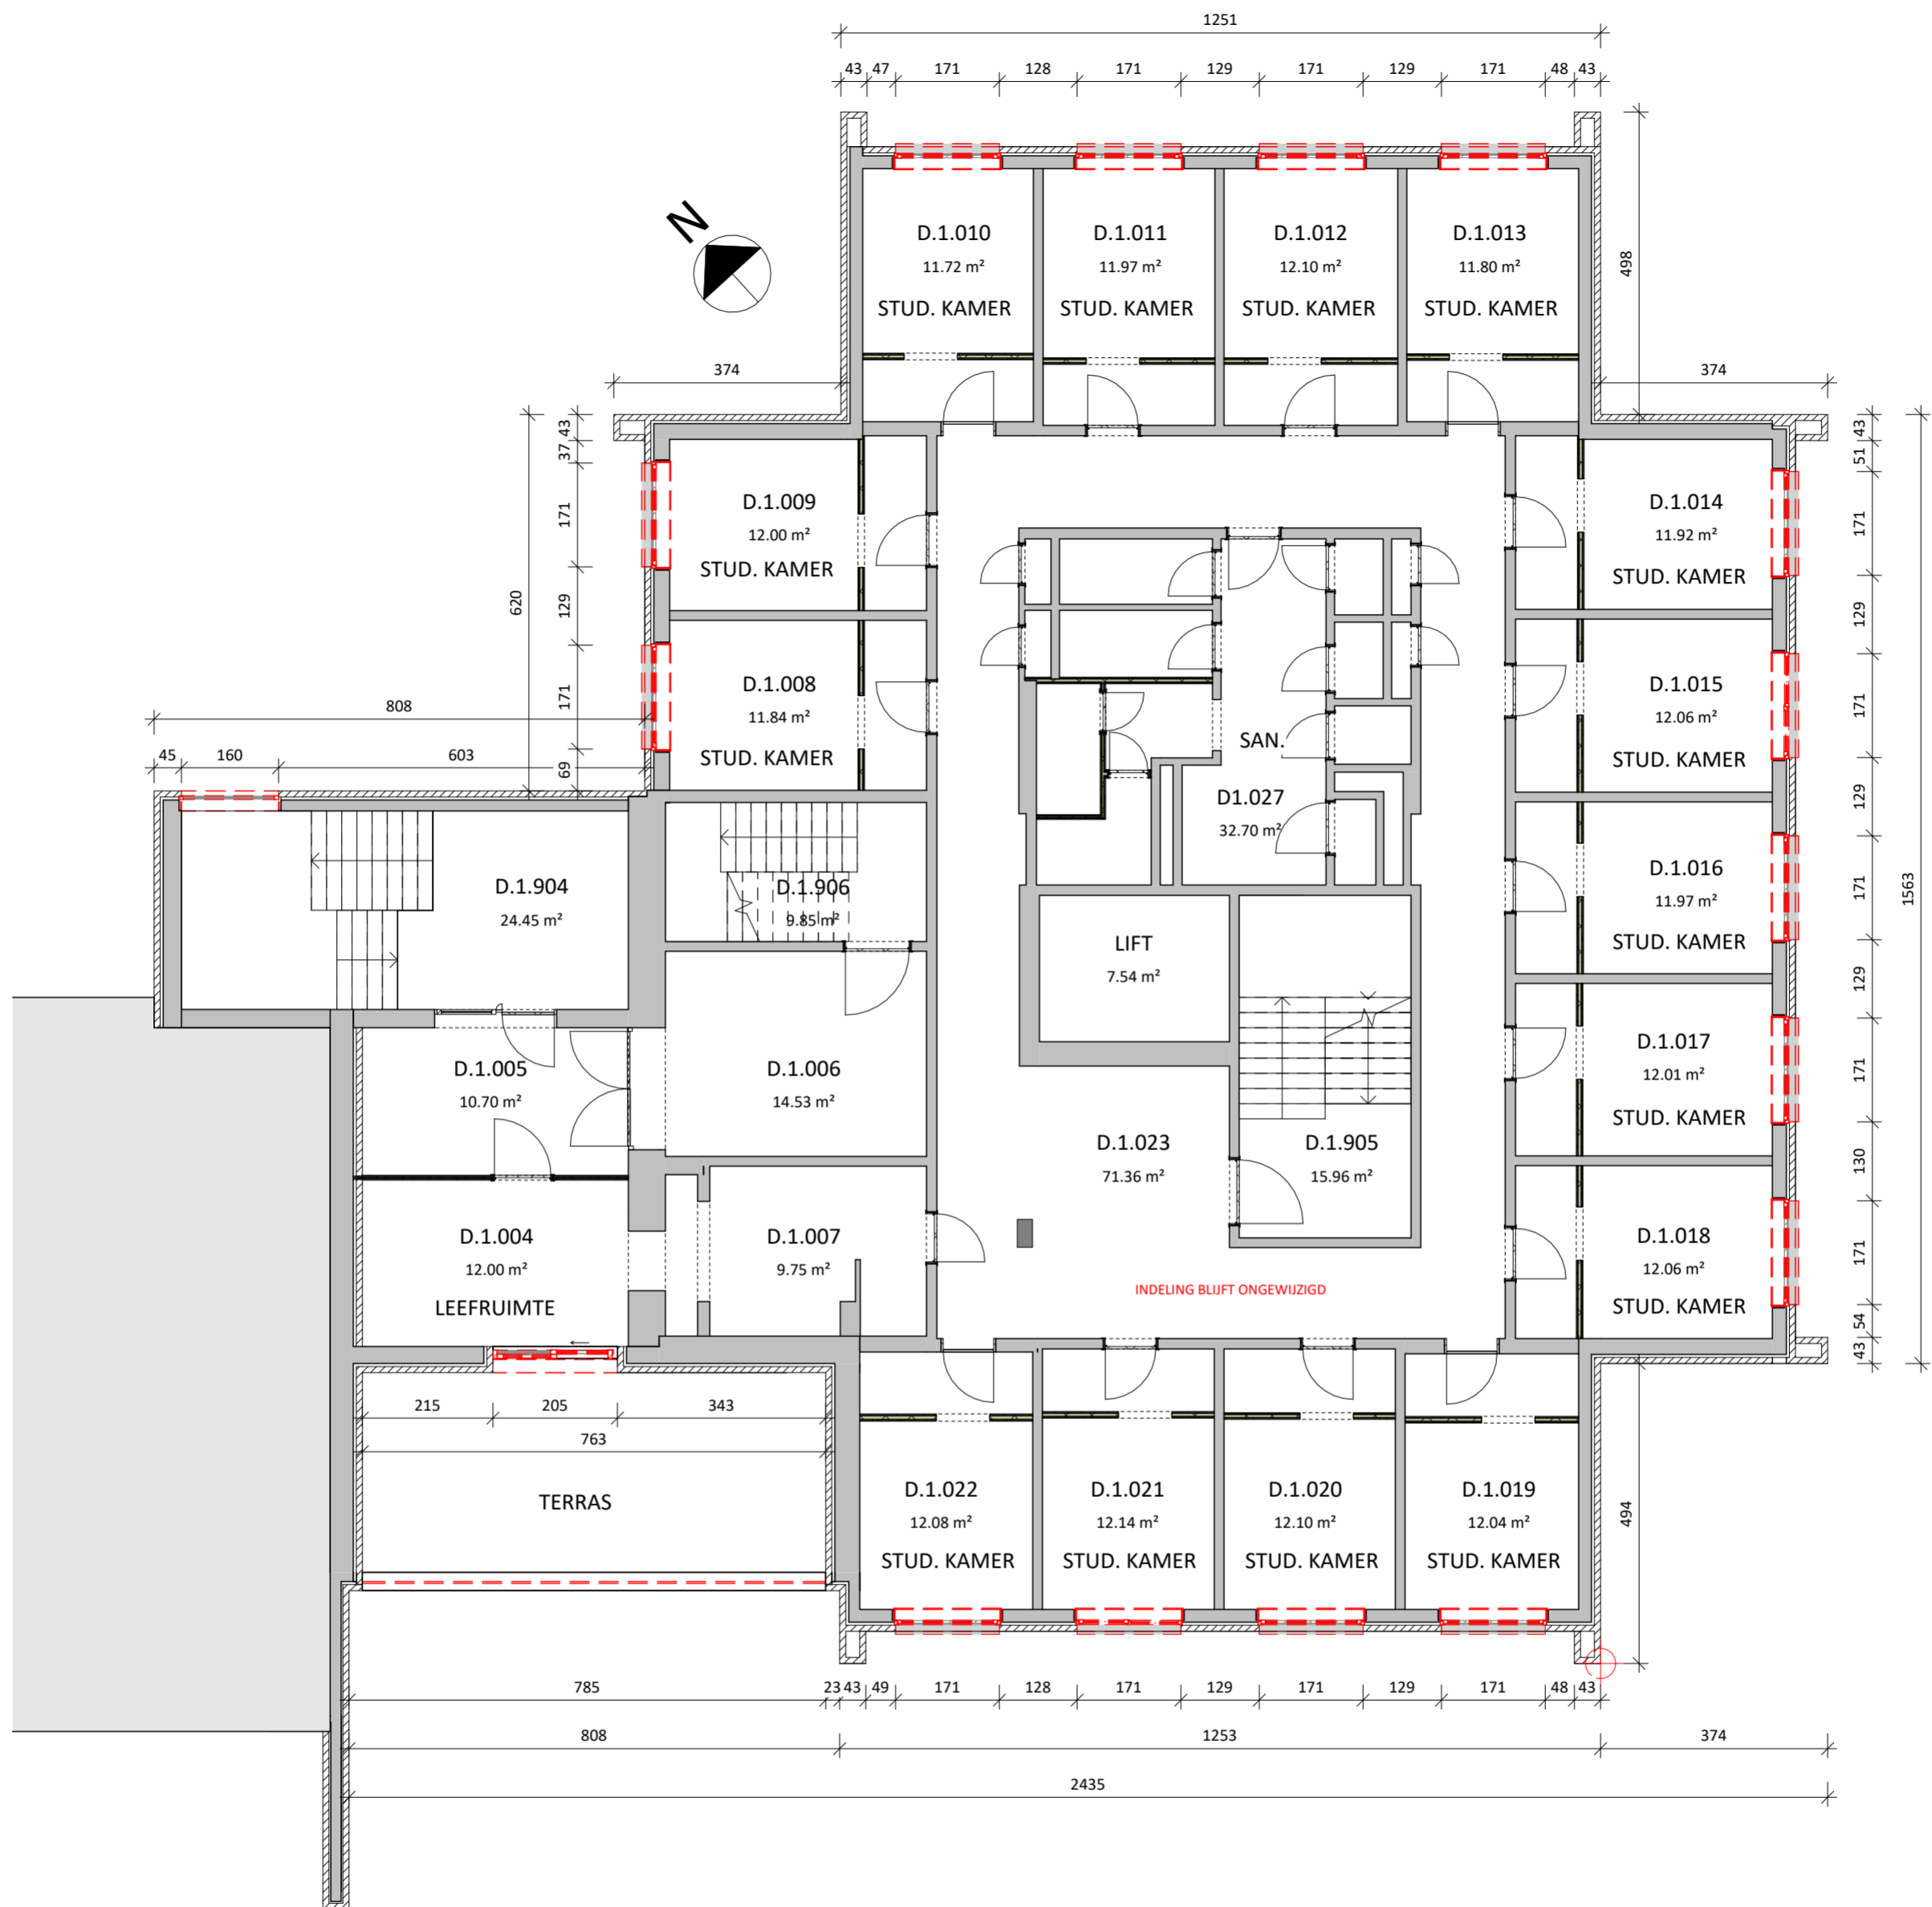 1251
43 47 171 128 171 129 171 129 171 48 43
N
498
D.1.010
11.72 m²
STUD. KAMER
D.1.011
11.97 m²
STUD. KAMER
D.1.012
12.10 m²
STUD. KAMER
D.1.013
11.80 m²
STUD. KAMER
374
374
43
37
171
129
171
69
620
D.1.009
12.00 m²
STUD. KAMER
D.1.008
11.84 m²
STUD. KAMER
808
45 160 603
D.1.014
11.92 m²
STUD. KAMER
D.1.015
12.06 m²
STUD. KAMER
D.1.016
11.97 m²
STUD. KAMER
D.1.017
12.01 m²
STUD. KAMER
D.1.018
12.06 m²
STUD. KAMER
43
51
171
129
171
129
171
129
171
130
171
54
43
1563
SAN.
D1.027
32.70 m²
D.1.904
24.45 m²
D.1.906
9.85 m²
LIFT
7.54 m²
D.1.005
10.70 m²
D.1.006
14.53 m²
D.1.023
71.36 m²
D.1.905
15.96 m²
D.1.004
12.00 m²
LEEFRUIMTE
D.1.007
9.75 m²
INDELING BLIJFT ONGEWIJZIGD
215 205 343
763
TERRAS
D.1.022
12.08 m²
STUD. KAMER
D.1.021
12.14 m²
STUD. KAMER
D.1.020
12.10 m²
STUD. KAMER
D.1.019
12.04 m²
STUD. KAMER
494
785 23 43 49 171 128 171 129 171 129 171 48 43
808 1253 374
2435